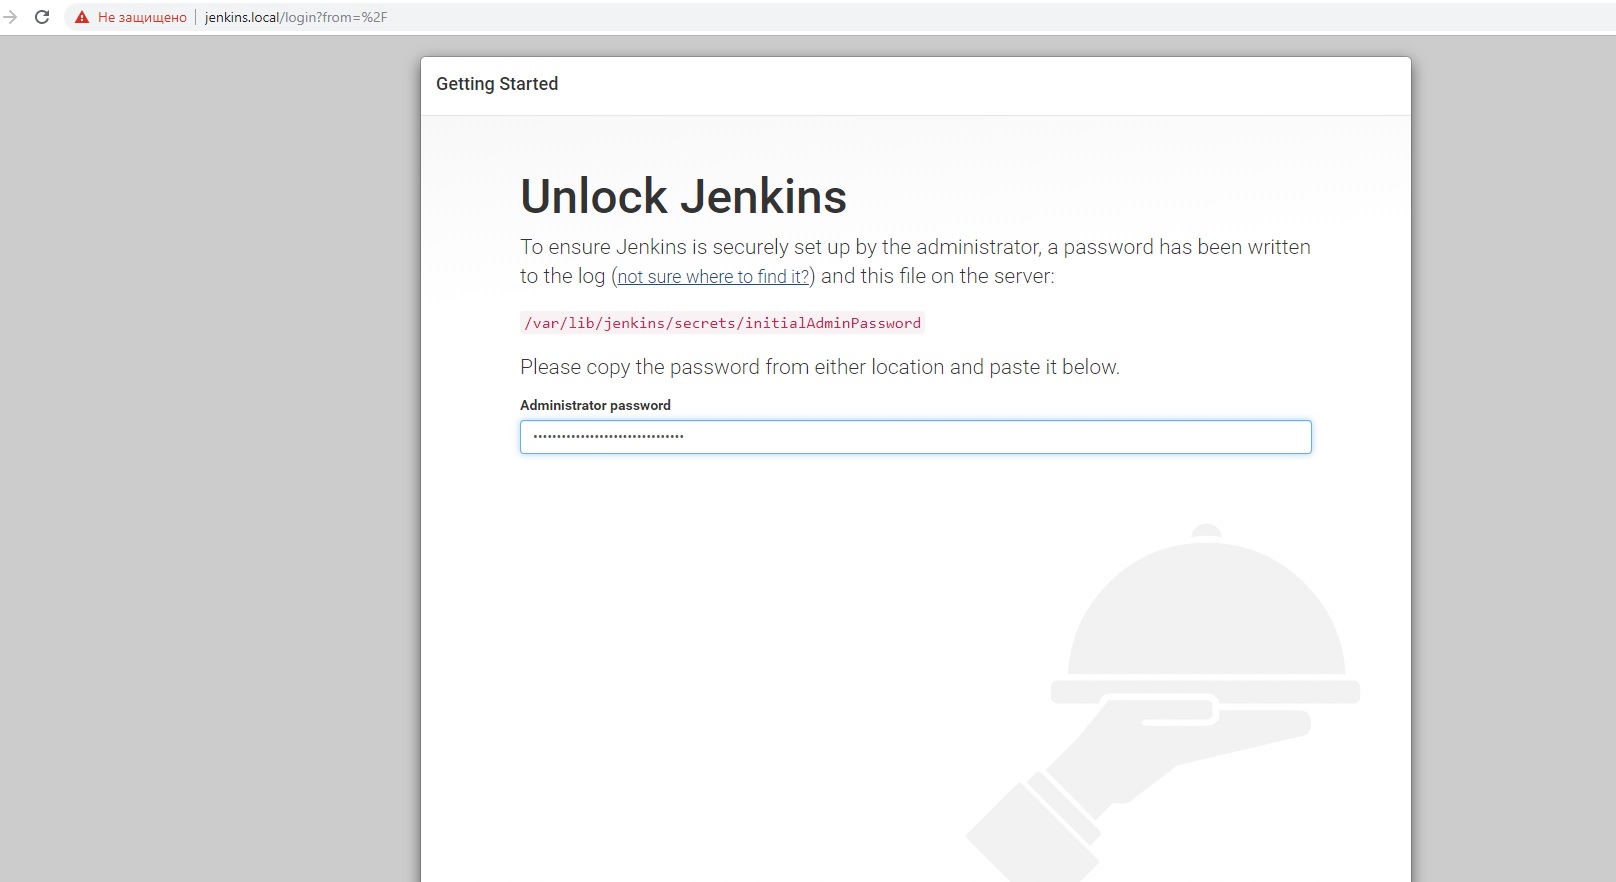 Не защищено jenkins.local/login?from=%2F
Getting Started
Unlock Jenkins
To ensure Jenkins is securely set up by the administrator, a password has been written
to the log (not sure where to find it?) and this file on the server:
/var/lib/jenkins/secrets/initialAdminPassword
Please copy the password from either location and paste it below.
Administrator password